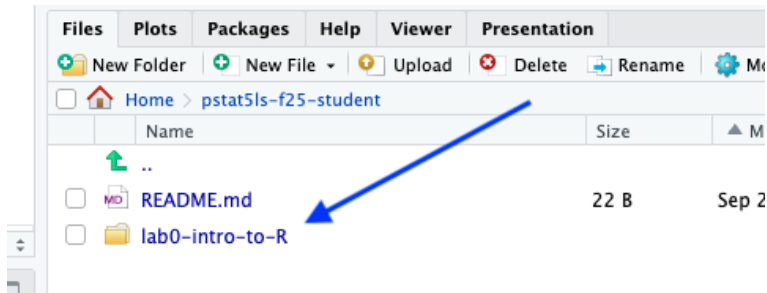 Files Plots Packages Help Viewer Presentation
New Folder New File Upload Delete Rename
Home pstat5ls-f25-student
Name Size M
..
MD README.md 22 B Sep 2
lab0-intro-to-R